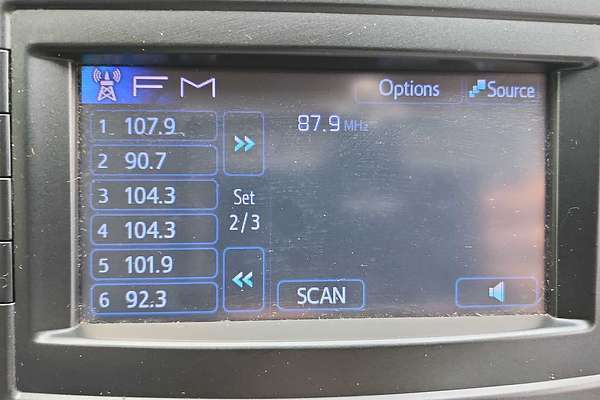 FM
Options
Source
1 107.9
2 90.7
3 104.3
4 104.3
5 101.9
6 92.3
Set
2/3
87.9 MHz
SCAN